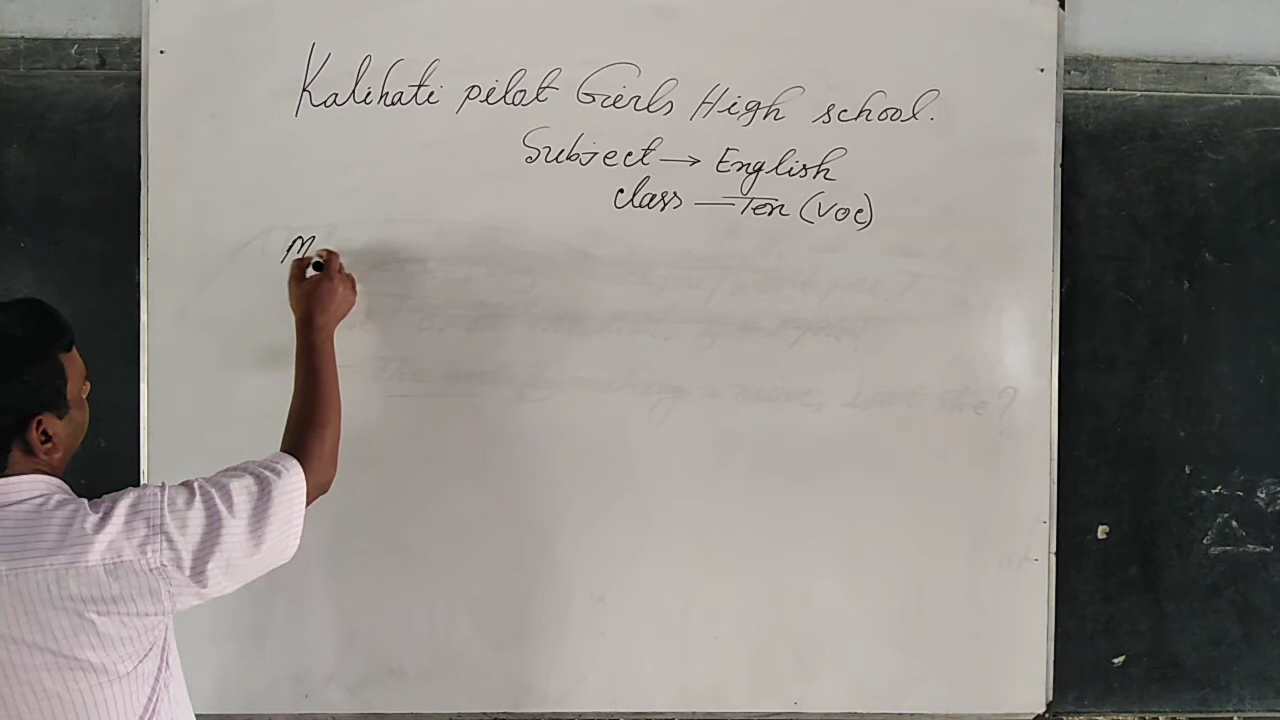 Kalihati pilot Girls High school.
Subject → English
class — Ten (voc)
M